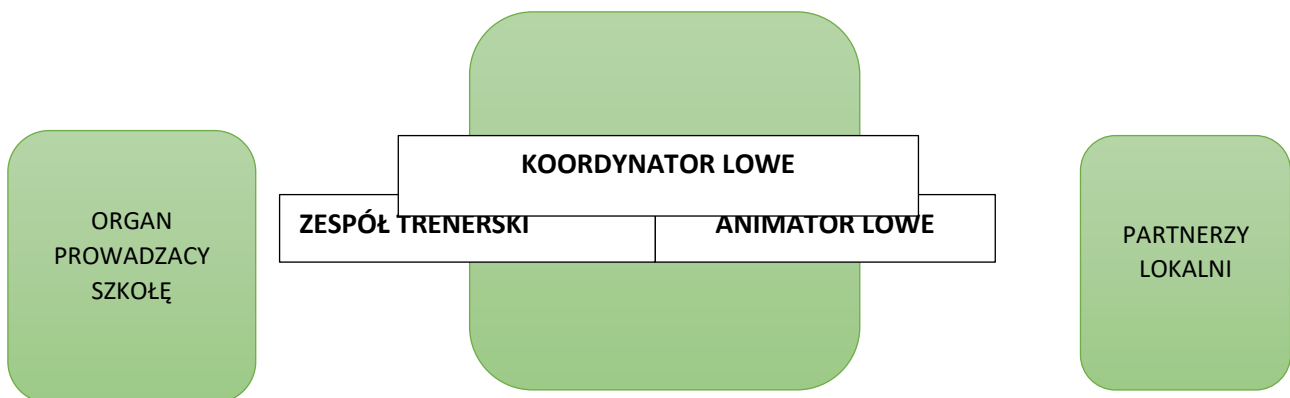 KOORDYNATOR LOWE
ZESPÓŁ TRENERSKI
ANIMATOR LOWE
ORGAN
PROWADZACY
SZKOŁĘ
PARTNERZY
LOKALNI